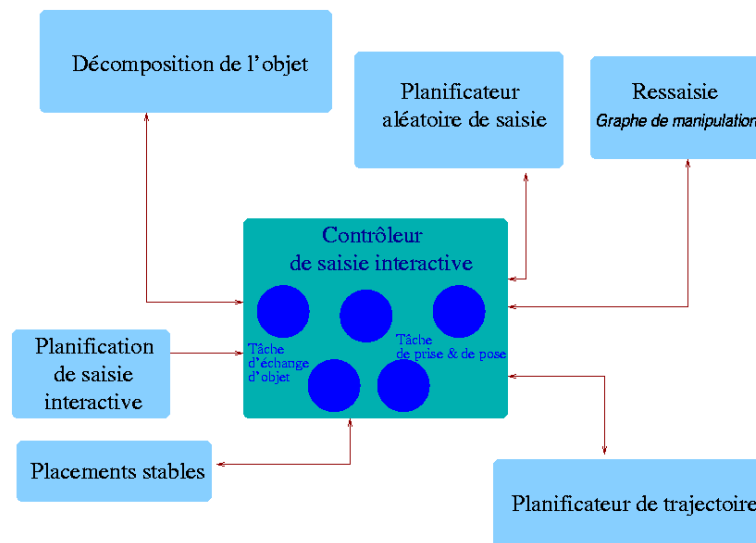 Décomposition de l'objet
Planificateur
aléatoire de saisie
Ressaisie
Graphe de manipulation
Contrôleur
de saisie interactive
Tâche
d'échange
d'objet
Tâche
de prise & de pose
Planification
de saisie
interactive
Placements stables
Planificateur de trajectoire